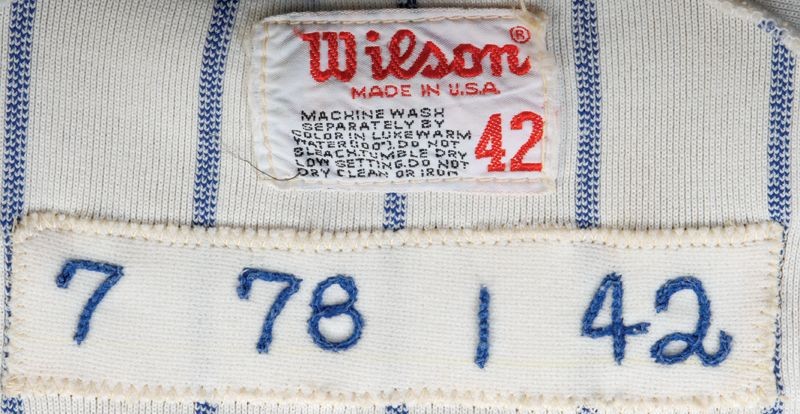 Wilson®
MADE IN U.S.A.
MACHINE WASH
SEPARATELY BY
COLOR IN LUKEWARM
WATER(100°). DO NOT
BLEACH. TUMBLE DRY
LOW SETTING. DO NOT
DRY CLEAN OR IRON
42
7 78 1 42